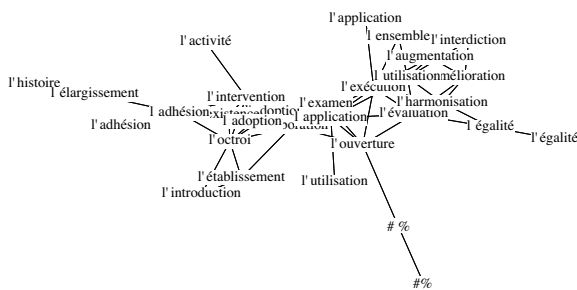 l' application
l' ensemble
l' interdiction
l' activité
l' augmentation
l' utilisation
l' histoire
l' exécution
l' élargissement
l' intervention
l' examen
l' harmonisation
l' adhésion
l' adoption
l' application
l' évaluation
l' adhésion
l' égalité
l' égalité
l' octroi
l' ouverture
l' établissement
l' utilisation
l' introduction
# %
#%